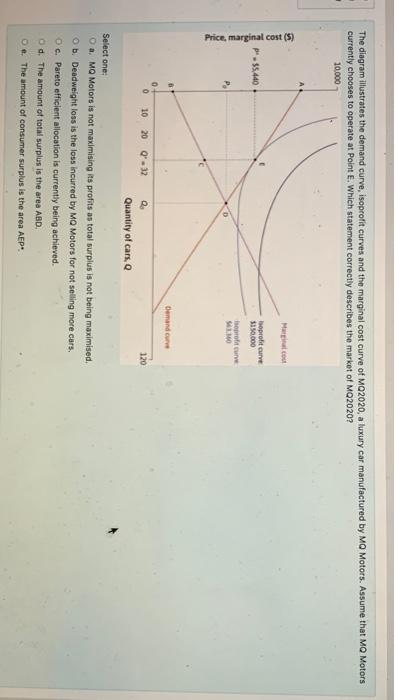 The diagram illustrates the demand curve, isoprofit curves and the marginal cost curve of MQ2020, a luxury car manufactured by MQ Motors. Assume that MQ Motors
currently chooses to operate at Point E. Which statement correctly describes the market of MQ2020?
10,000
A
Marginal cost
Price, marginal cost ($)
E
Isoprofit curve
$150,000
P* = $5,440
Isoprofit curve
$63,360
P₀
D
C
B
Demand curve
0
0 10 20 Q* = 32 Q₀ 120
Quantity of cars, Q
Select one:
a. MQ Motors is not maximising its profits as total surplus is not being maximised.
b. Deadweight loss is the loss incurred by MQ Motors for not selling more cars.
c. Pareto efficient allocation is currently being achieved.
d. The amount of total surplus is the area ABD.
e. The amount of consumer surplus is the area AEP*.